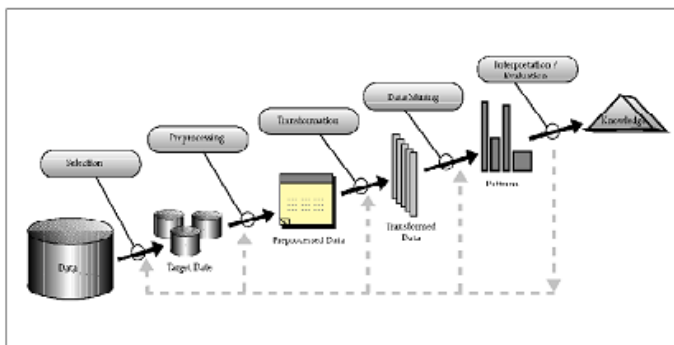 Interpretation /
Evaluation
Data Mining
Transformation
Preprocessing
Selection
Knowledge
Patterns
Transformed
Data
Preprocessed Data
Target Date
Data